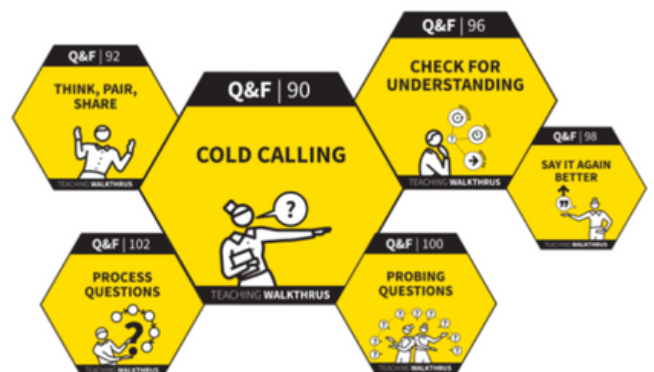 Q&F | 92
THINK, PAIR,
SHARE
TEACHING WALKTHRUS
Q&F | 90
COLD CALLING
?
TEACHING WALKTHRUS
Q&F | 96
CHECK FOR
UNDERSTANDING
TEACHING WALKTHRUS
Q&F | 98
SAY IT AGAIN
BETTER
TEACHING WALKTHRUS
Q&F | 102
PROCESS
QUESTIONS
?
TEACHING WALKTHRUS
Q&F | 100
PROBING
QUESTIONS
TEACHING WALKTHRUS